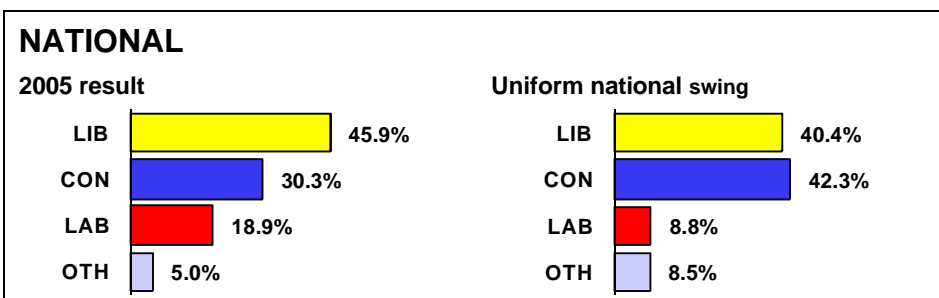 NATIONAL
2005 result
LIB 45.9%
CON 30.3%
LAB 18.9%
OTH 5.0%
Uniform national swing
LIB 40.4%
CON 42.3%
LAB 8.8%
OTH 8.5%